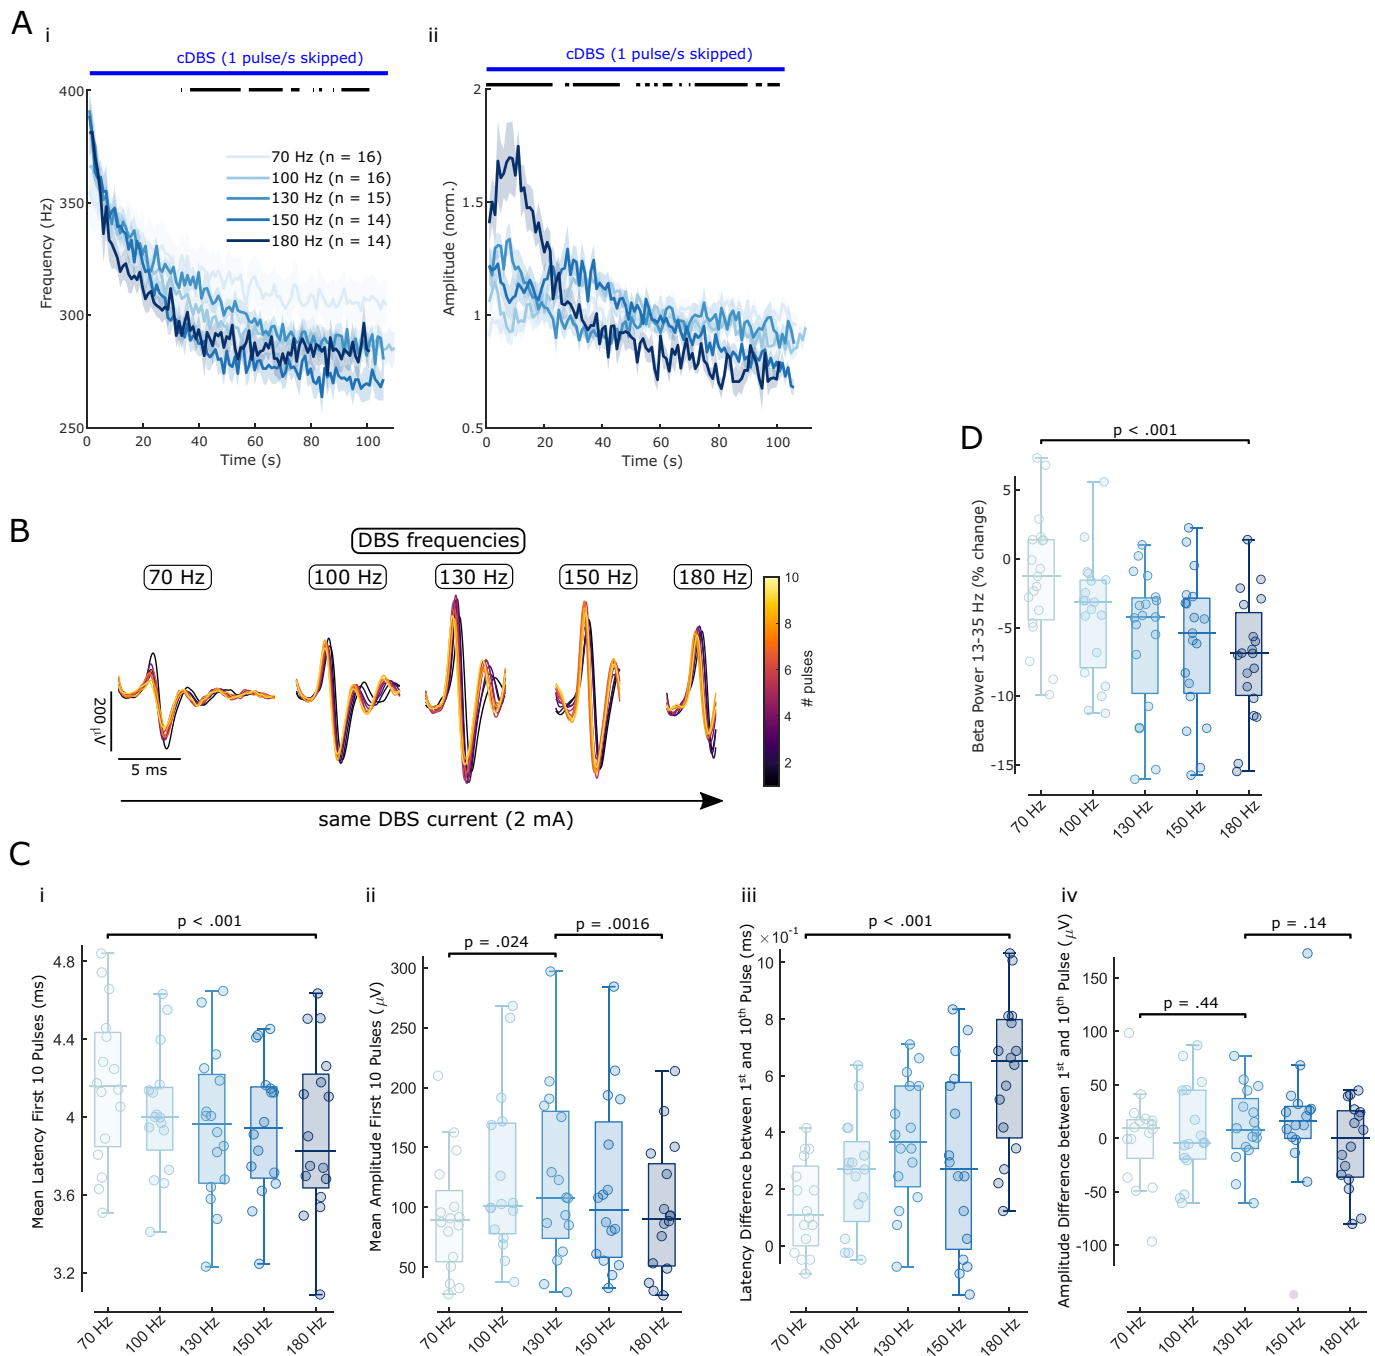 A
i
cDBS (1 pulse/s skipped)
400
350
300
250
Frequency (Hz)
70 Hz (n = 16)
100 Hz (n = 16)
130 Hz (n = 15)
150 Hz (n = 14)
180 Hz (n = 14)
0 20 40 60 80 100
Time (s)
ii
cDBS (1 pulse/s skipped)
2
1.5
1
0.5
Amplitude (norm.)
0 20 40 60 80 100
Time (s)
B
DBS frequencies
70 Hz 100 Hz 130 Hz 150 Hz 180 Hz
200 μV
5 ms
10
8
6
4
2
# pulses
same DBS current (2 mA)
D
p < .001
5
0
-5
-10
-15
Beta Power 13-35 Hz (% change)
70 Hz 100 Hz 130 Hz 150 Hz 180 Hz
C
i
p < .001
4.8
4.4
4
3.6
3.2
Mean Latency First 10 Pulses (ms)
70 Hz 100 Hz 130 Hz 150 Hz 180 Hz
ii
p = .024
p = .0016
300
250
200
150
100
50
Mean Amplitude First 10 Pulses (μV)
70 Hz 100 Hz 130 Hz 150 Hz 180 Hz
iii
p < .001
×10⁻¹
10
8
6
4
2
0
Latency Difference between 1st and 10th Pulse (ms)
70 Hz 100 Hz 130 Hz 150 Hz 180 Hz
iv
p = .14
p = .44
150
100
50
0
-50
-100
Amplitude Difference between 1st and 10th Pulse (μV)
70 Hz 100 Hz 130 Hz 150 Hz 180 Hz